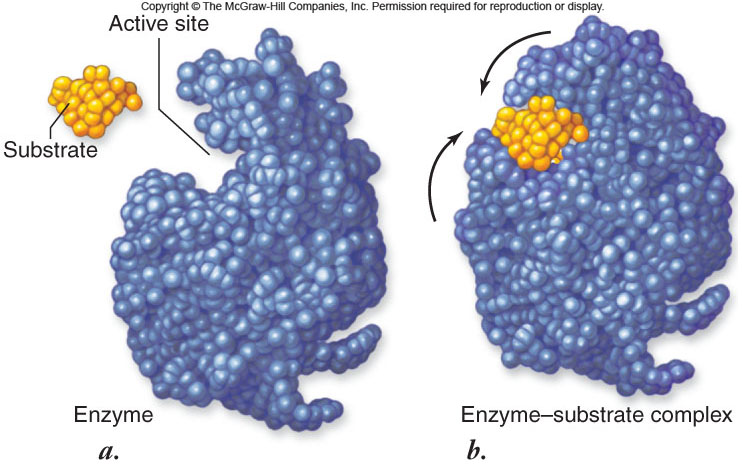 Copyright © The McGraw-Hill Companies, Inc. Permission required for reproduction or display.
Active site
Substrate
Enzyme
Enzyme–substrate complex
a.
b.